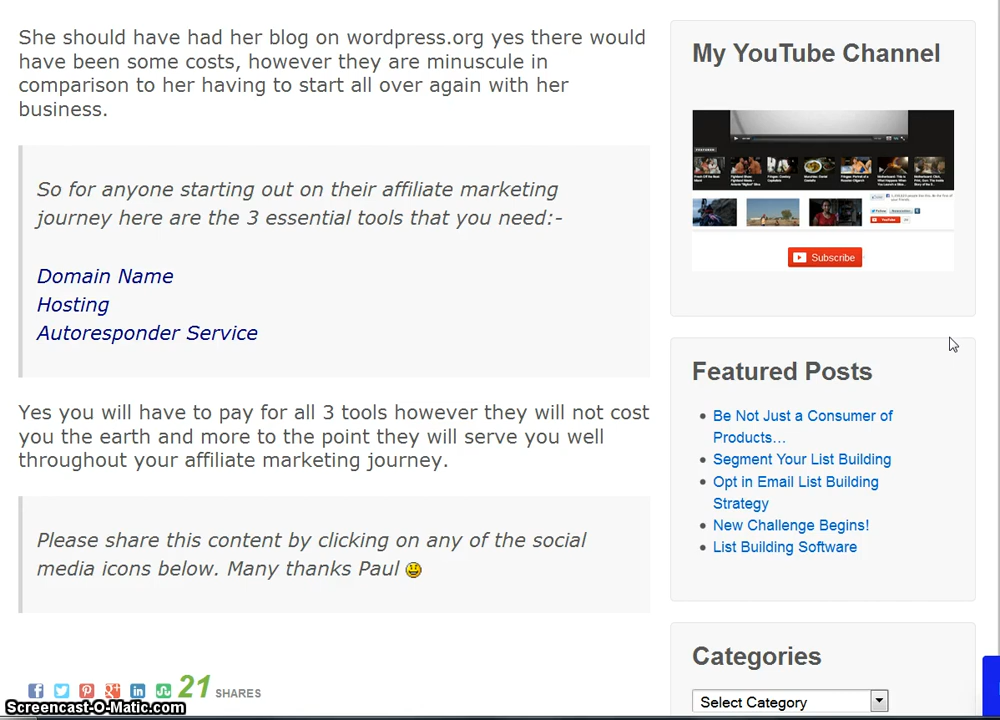 She should have had her blog on wordpress.org yes there would
have been some costs, however they are minuscule in
comparison to her having to start all over again with her
business.
So for anyone starting out on their affiliate marketing
journey here are the 3 essential tools that you need:-
Domain Name
Hosting
Autoresponder Service
Yes you will have to pay for all 3 tools however they will not cost
you the earth and more to the point they will serve you well
throughout your affiliate marketing journey.
Please share this content by clicking on any of the social
media icons below. Many thanks Paul
21 SHARES
Screencast-O-Matic.com
My YouTube Channel
Subscribe
Featured Posts
Be Not Just a Consumer of
Products…
Segment Your List Building
Opt in Email List Building
Strategy
New Challenge Begins!
List Building Software
Categories
Select Category